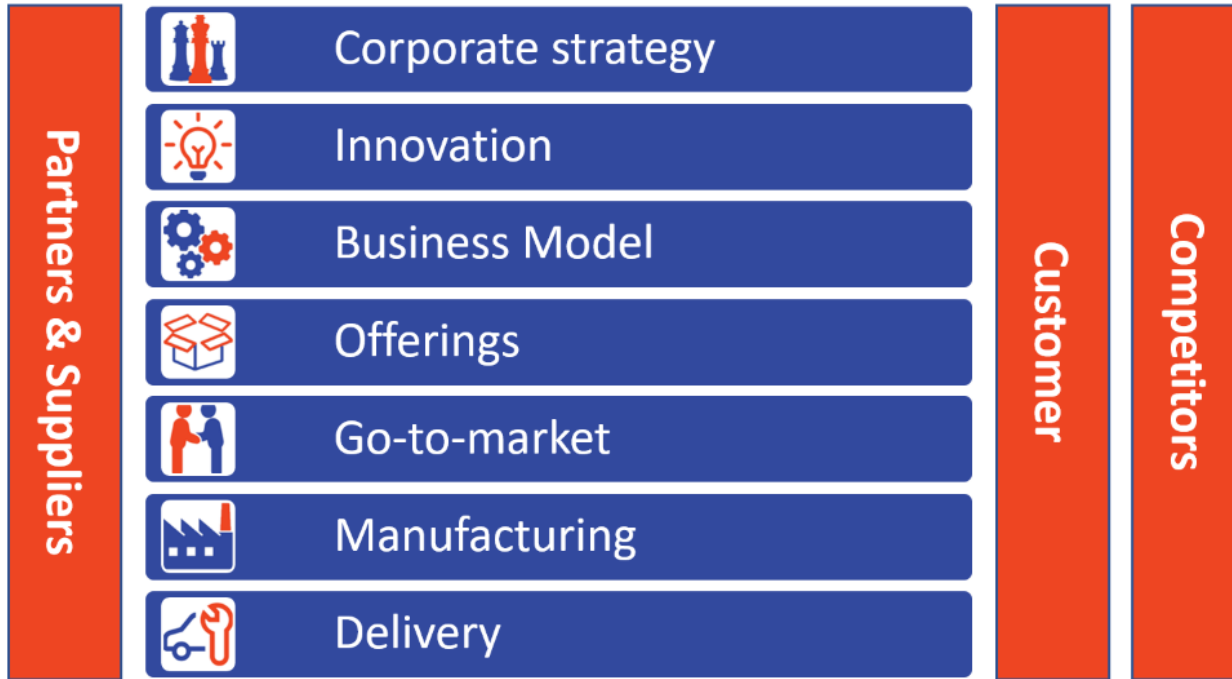 Partners & Suppliers
Corporate strategy
Innovation
Business Model
Offerings
Go-to-market
Manufacturing
Delivery
Customer
Competitors